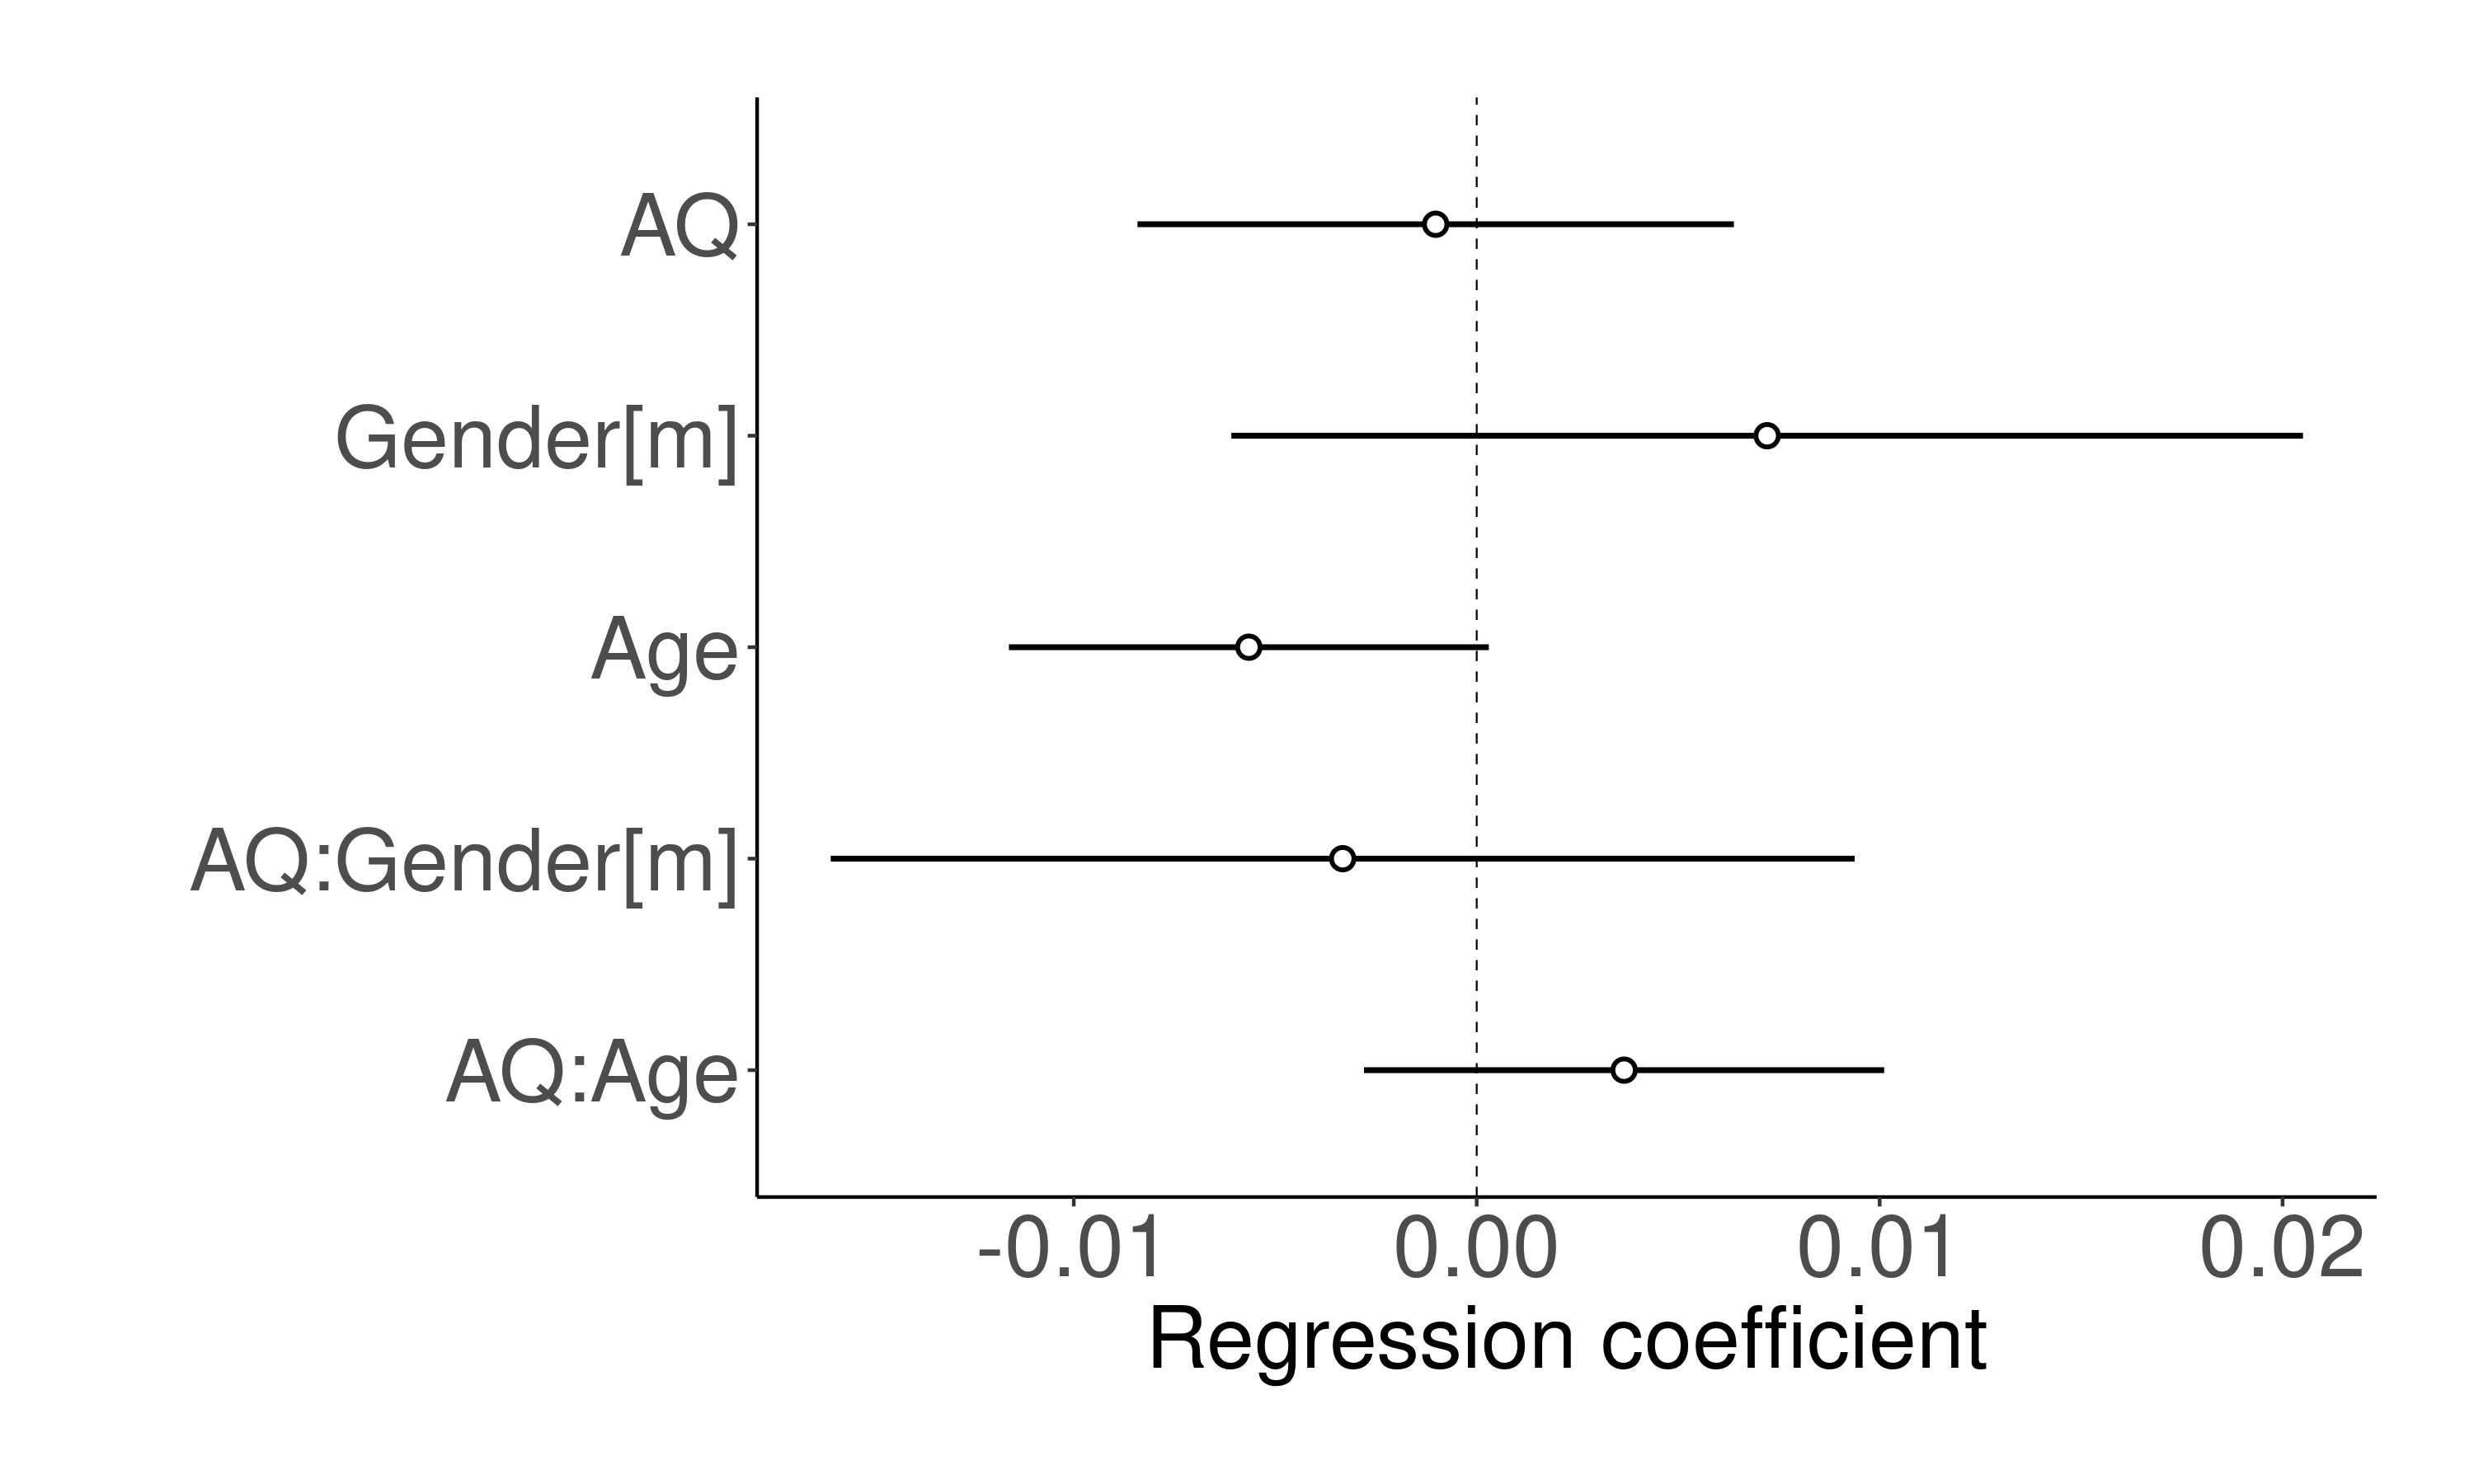 AQ
Gender[m]
Age
AQ:Gender[m]
AQ:Age
-0.01 0.00 0.01 0.02
Regression coefficient